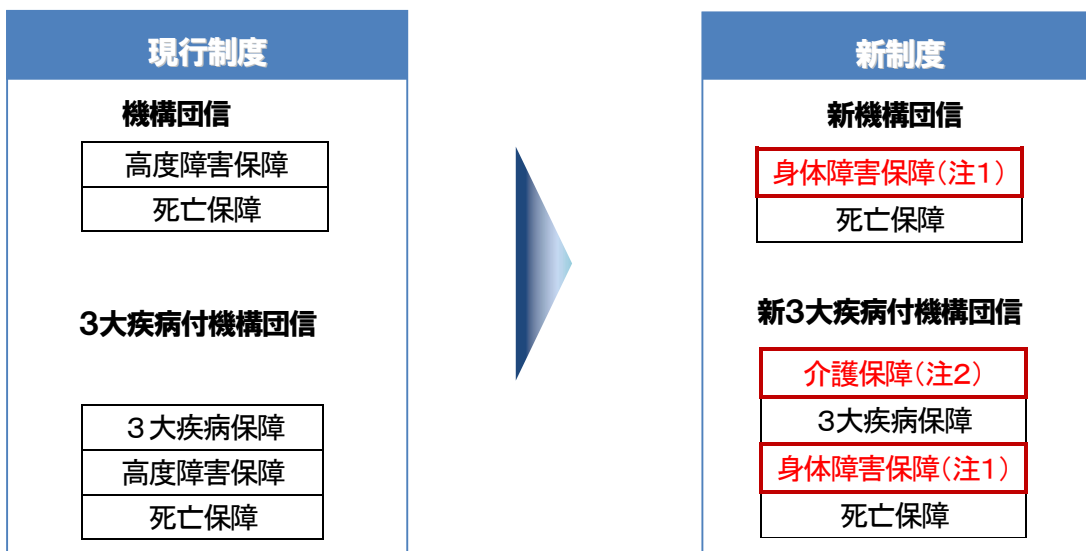 現行制度
機構団信
高度障害保障
死亡保障
3大疾病付機構団信
3大疾病保障
高度障害保障
死亡保障
新制度
新機構団信
身体障害保障(注1)
死亡保障
新3大疾病付機構団信
介護保障(注2)
3大疾病保障
身体障害保障(注1)
死亡保障